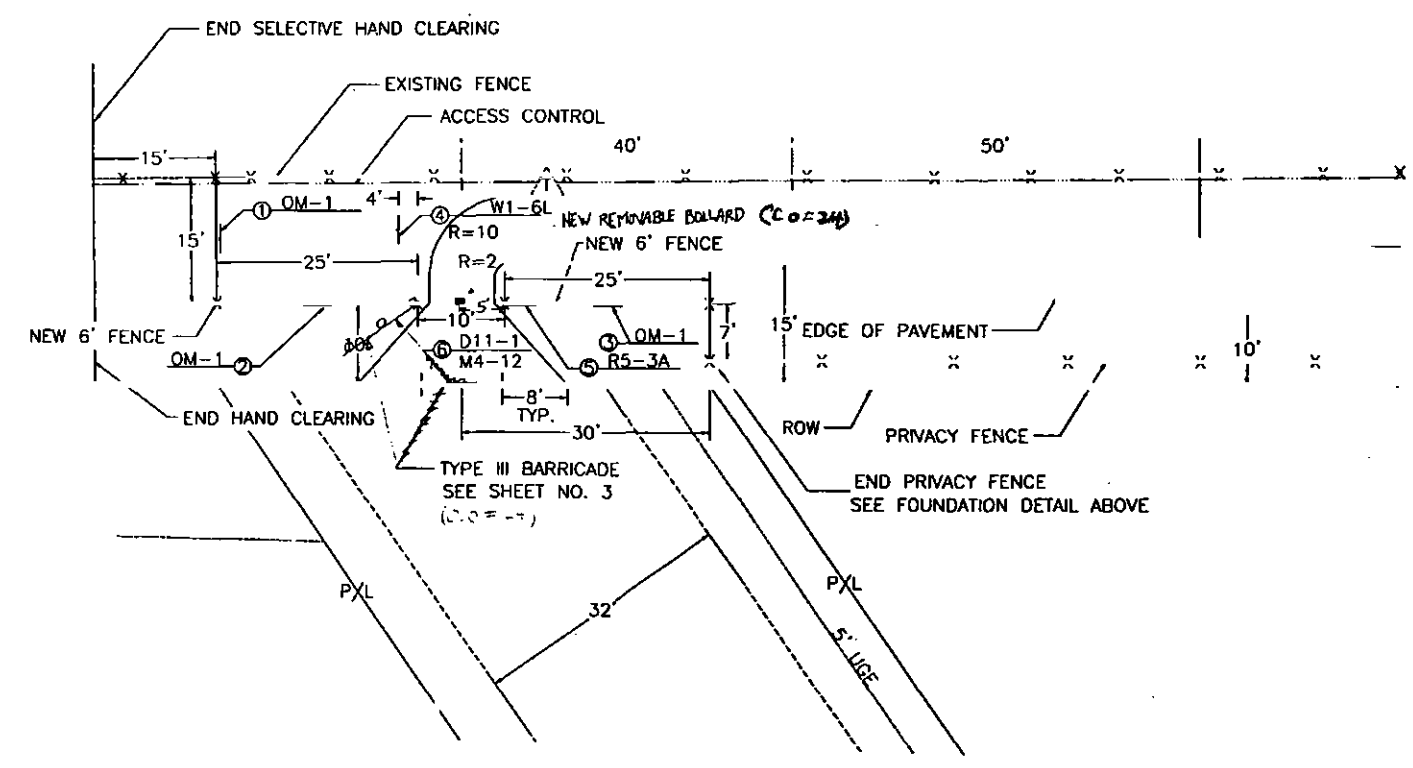 END SELECTIVE HAND CLEARING
EXISTING FENCE
ACCESS CONTROL
15'
40'
50'
4'
① OM-1
④ W1-6L
NEW REMOVABLE BOLLARD
R=10
NEW 6' FENCE
15'
25'
R=2
25'
5'
10'
NEW 6' FENCE
OM-1 ②
⑥ D11-1
M4-12
③ OM-1
7'
15'
EDGE OF PAVEMENT
10'
⑤ R5-3A
8'
TYP.
END HAND CLEARING
30'
ROW
PRIVACY FENCE
TYPE III BARRICADE
SEE SHEET NO. 3
END PRIVACY FENCE
SEE FOUNDATION DETAIL ABOVE
P/L
32'
P/L
5' UGE